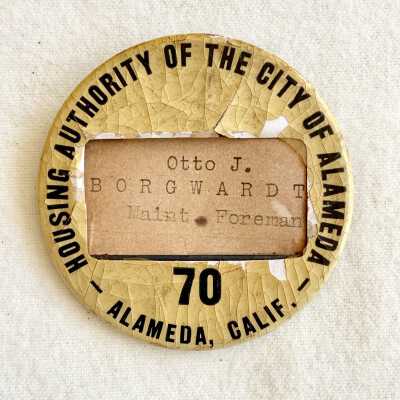 HOUSING AUTHORITY OF THE CITY OF ALAMEDA
Otto J.
BORGWARDT
Maint. Foreman
70
— ALAMEDA, CALIF. —